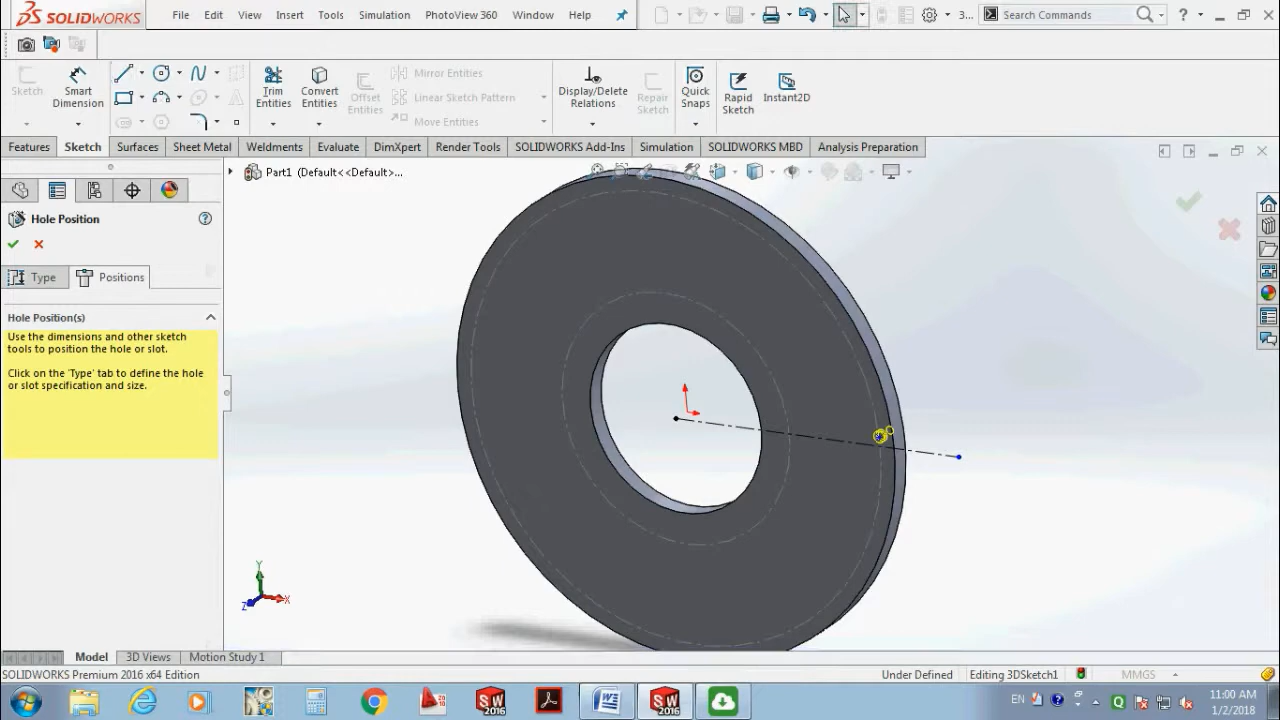 SOLIDWORKS
File Edit View Insert Tools Simulation PhotoView 360 Window Help
3...
Search Commands
Sketch
Smart Dimension
Trim Entities
Convert Entities
Offset Entities
Mirror Entities
Linear Sketch Pattern
Move Entities
Display/Delete Relations
Repair Sketch
Quick Snaps
Rapid Sketch
Instant2D
Features Sketch Surfaces Sheet Metal Weldments Evaluate DimXpert Render Tools SOLIDWORKS Add-Ins Simulation SOLIDWORKS MBD Analysis Preparation
Part1 (Default<<Default>...
Hole Position
Type Positions
Hole Position(s)
Use the dimensions and other sketch
tools to position the hole or slot.
Click on the 'Type' tab to define the hole
or slot specification and size.
Y
Z
X
Model 3D Views Motion Study 1
SOLIDWORKS Premium 2016 x64 Edition
Under Defined Editing 3DSketch1 MMGS
EN
11:00 AM
1/2/2018